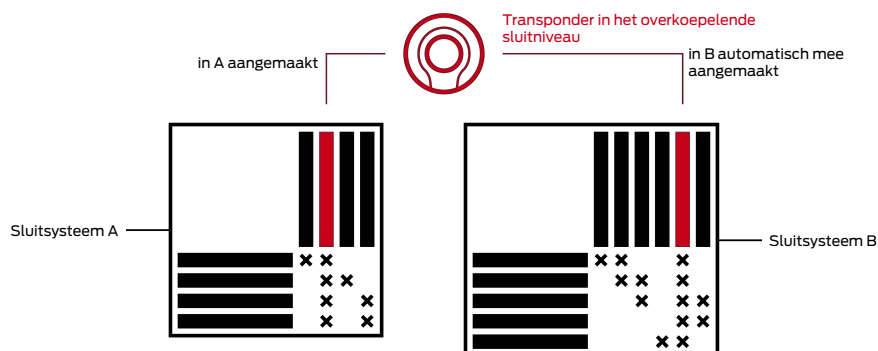 Transponder in het overkoepelende
sluitniveau
in A aangemaakt
in B automatisch mee
aangemaakt
Sluitsysteem A
Sluitsysteem B